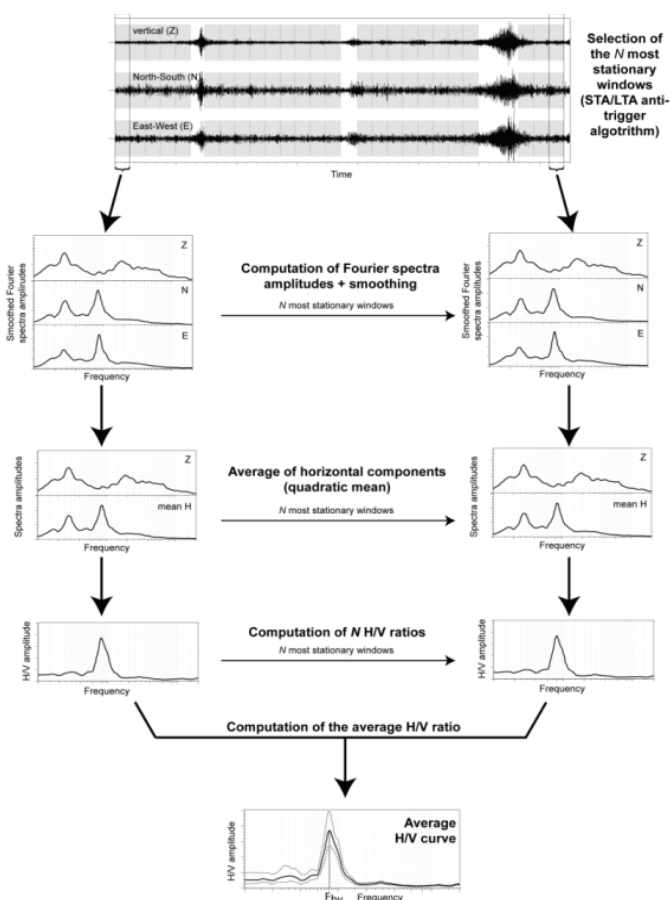 vertical (Z)
North-South (N)
East-West (E)
Time
Selection of
the N most
stationary
windows
(STA/LTA anti-
trigger
algotrithm)
Z
N
E
Smoothed Fourier
spectra amplirudes
Frequency
Computation of Fourier spectra
amplitudes + smoothing
N most stationary windows
Z
N
E
Smoothed Fourier
spectra amplitudes
Frequency
Z
mean H
Spectra amplitudes
Frequency
Average of horizontal components
(quadratic mean)
N most stationary windows
Z
mean H
Spectra amplitudes
Frequency
H/V amplitude
Frequency
Computation of N H/V ratios
N most stationary windows
H/V amplitude
Frequency
Computation of the average H/V ratio
Average
H/V curve
H/V amplitude
Fhv
Frequency